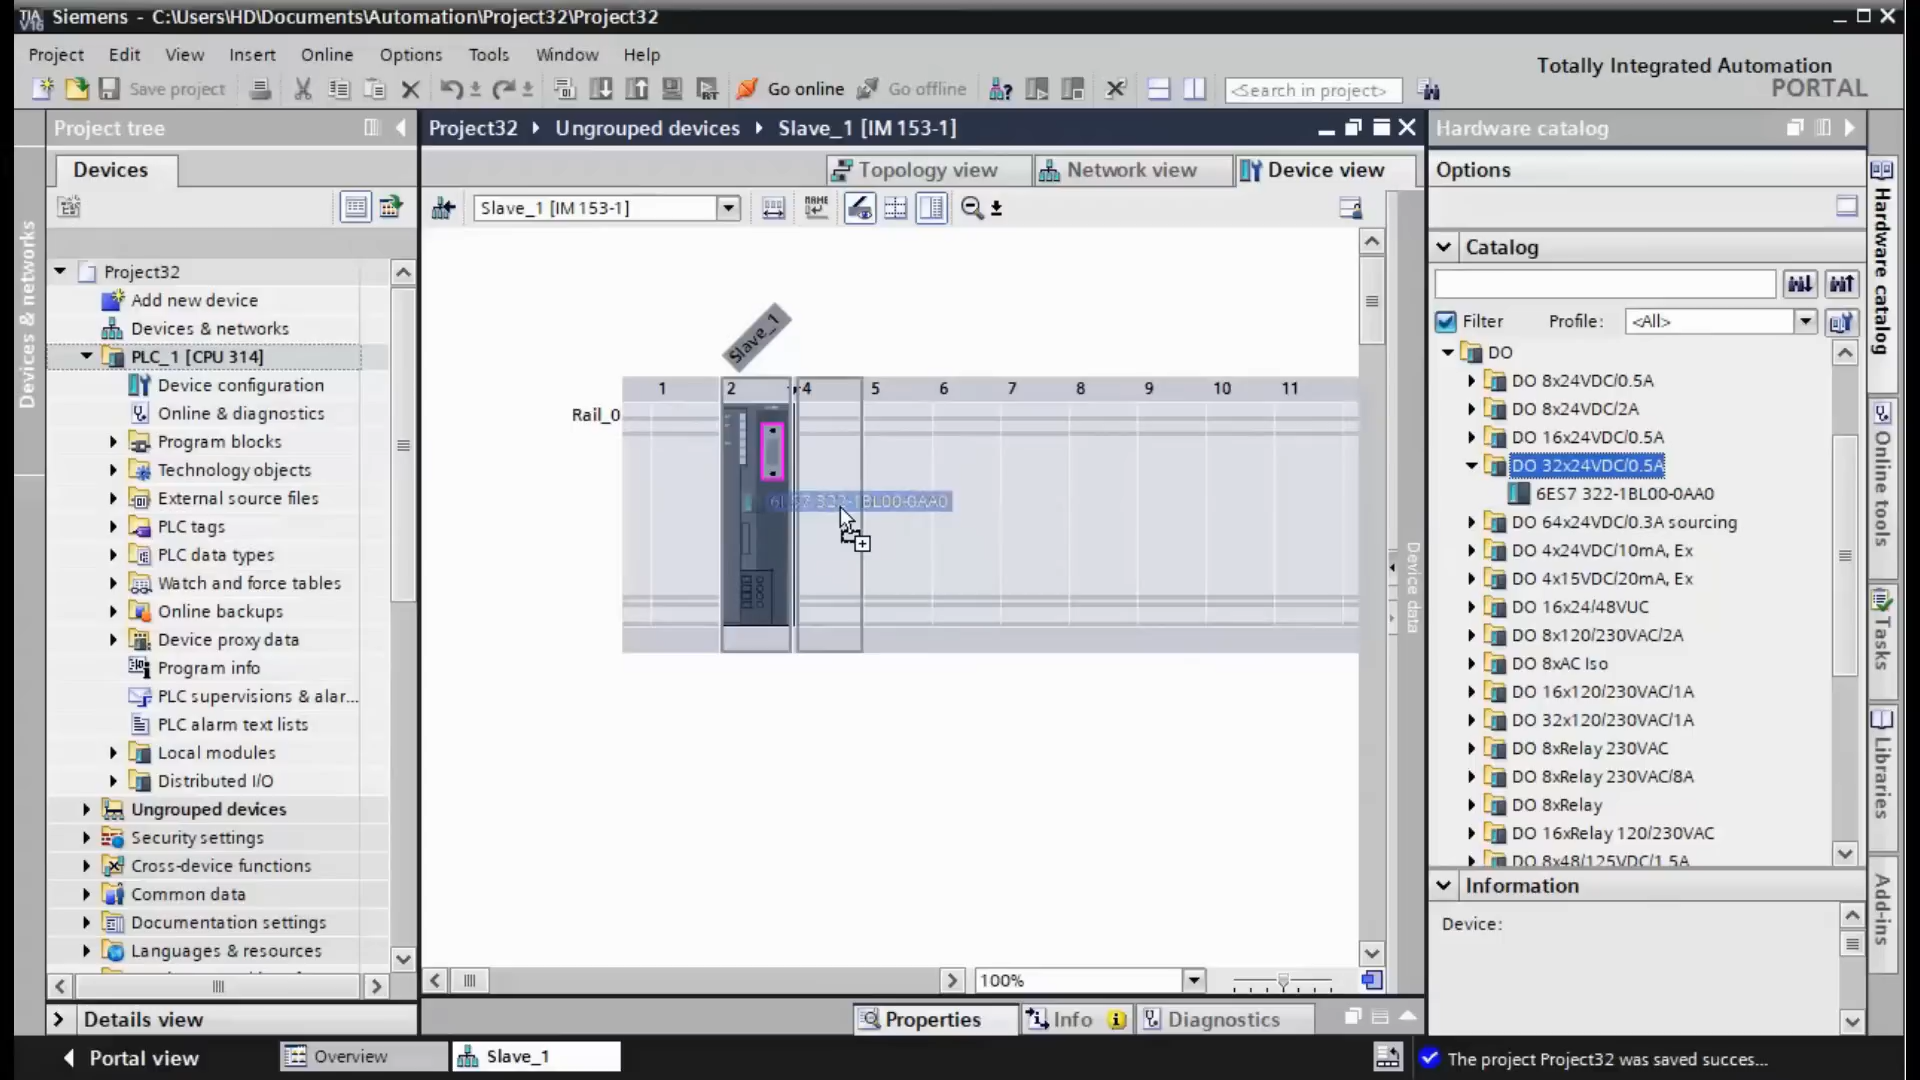 TIA V16 Siemens - C:\Users\HD\Documents\Automation\Project32\Project32
Project Edit View Insert Online Options Tools Window Help
Totally Integrated Automation
PORTAL
Save project Go online Go offline <Search in project>
Project tree
Devices
Devices & networks
Project32
Add new device
Devices & networks
PLC_1 [CPU 314]
Device configuration
Online & diagnostics
Program blocks
Technology objects
External source files
PLC tags
PLC data types
Watch and force tables
Online backups
Device proxy data
Program info
PLC supervisions & alar...
PLC alarm text lists
Local modules
Distributed I/O
Ungrouped devices
Security settings
Cross-device functions
Common data
Documentation settings
Languages & resources
Details view
Project32 Ungrouped devices Slave_1 [IM 153-1]
Topology view Network view Device view
Slave_1 [IM 153-1]
Slave_1
1 2 4 5 6 7 8 9 10 11
Rail_0
6ES7 322-1BL00-0AA0
Device data
100%
Properties Info Diagnostics
Hardware catalog
Options
Catalog
Filter Profile: <All>
DO
DO 8x24VDC/0.5A
DO 8x24VDC/2A
DO 16x24VDC/0.5A
DO 32x24VDC/0.5A
6ES7 322-1BL00-0AA0
DO 64x24VDC/0.3A sourcing
DO 4x24VDC/10mA, Ex
DO 4x15VDC/20mA, Ex
DO 16x24/48VUC
DO 8x120/230VAC/2A
DO 8xAC Iso
DO 16x120/230VAC/1A
DO 32x120/230VAC/1A
DO 8xRelay 230VAC
DO 8xRelay 230VAC/8A
DO 8xRelay
DO 16xRelay 120/230VAC
DO 8x48/125VDC/1.5A
Information
Device:
Hardware catalog
Online tools
Tasks
Libraries
Add-ins
Portal view Overview Slave_1 The project Project32 was saved succes...